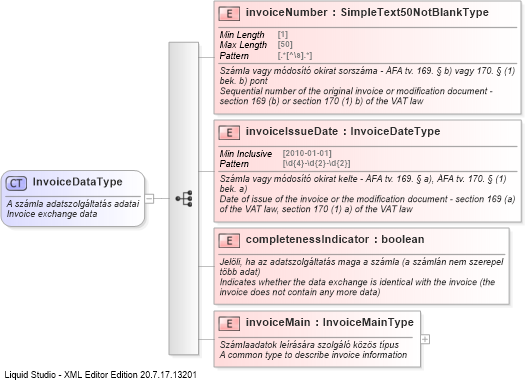 E invoiceNumber : SimpleText50NotBlankType
Min Length [1]
Max Length [50]
Pattern [.*[^\s].*]
Számla vagy módosító okirat sorszáma - ÁFA tv. 169. § b) vagy 170. § (1)
bek. b) pont
Sequential number of the original invoice or modification document -
section 169 (b) or section 170 (1) b) of the VAT law
E invoiceIssueDate : InvoiceDateType
Min Inclusive [2010-01-01]
Pattern [\d{4}-\d{2}-\d{2}]
Számla vagy módosító okirat kelte - ÁFA tv. 169. § a), ÁFA tv. 170. § (1)
bek. a)
Date of issue of the invoice or the modification document - section 169 (a)
of the VAT law, section 170 (1) a) of the VAT law
CT InvoiceDataType
A számla adatszolgáltatás adatai
Invoice exchange data
E completenessIndicator : boolean
Jelöli, ha az adatszolgáltatás maga a számla (a számlán nem szerepel
több adat)
Indicates whether the data exchange is identical with the invoice (the
invoice does not contain any more data)
E invoiceMain : InvoiceMainType
Számlaadatok leírására szolgáló közös típus
A common type to describe invoice information
Liquid Studio - XML Editor Edition 20.7.17.13201